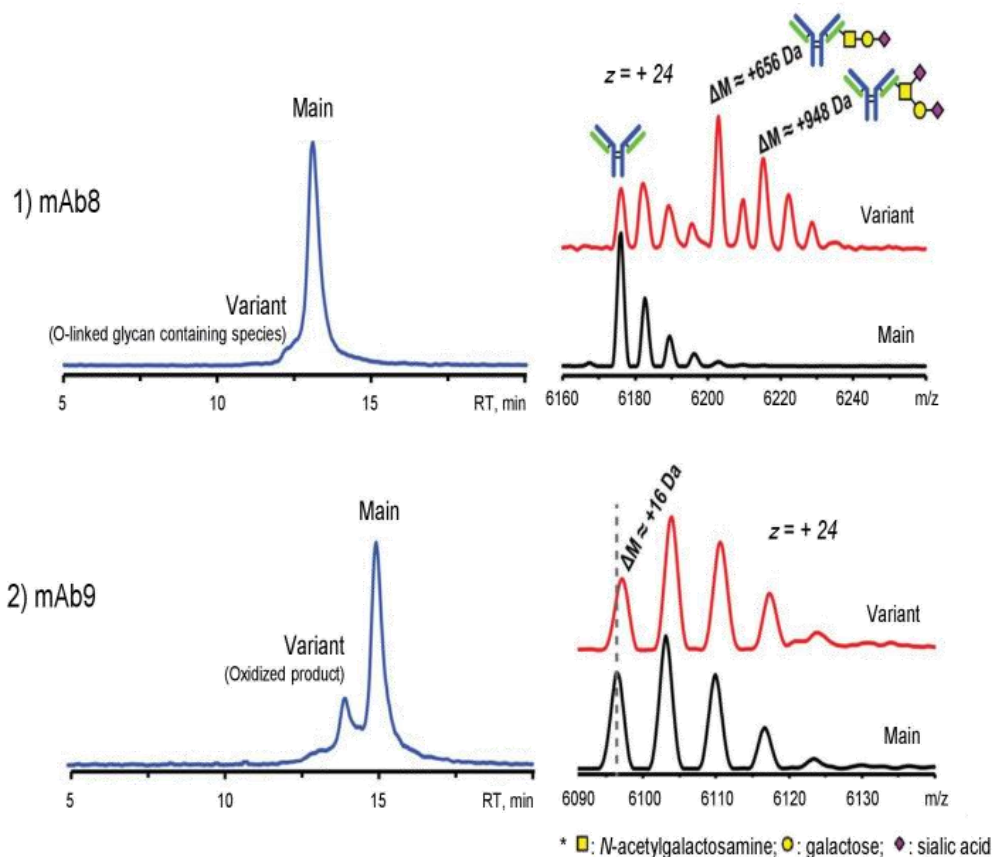 1) mAb8
Main
Variant
(O-linked glycan containing species)
5
10
15
RT, min
z = + 24
ΔM ≈ +656 Da
ΔM ≈ +948 Da
Variant
Main
6160
6180
6200
6220
6240
m/z
2) mAb9
Main
Variant
(Oxidized product)
5
10
15
RT, min
ΔM ≈ +16 Da
z = + 24
Variant
Main
6090
6100
6110
6120
6130
m/z
* : N-acetylgalactosamine; : galactose; : sialic acid